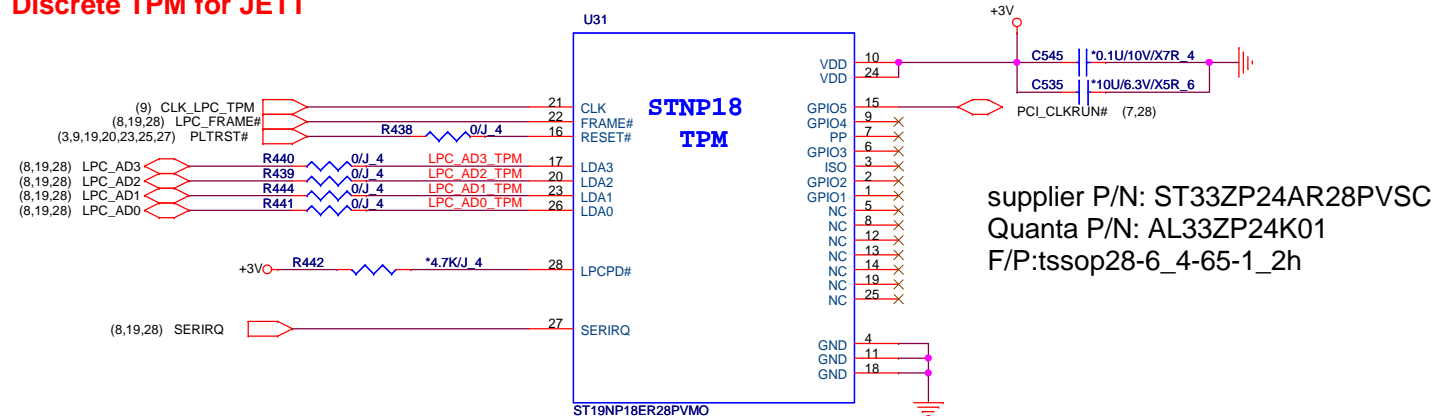 Discrete TPM for JETT
U31
+3V
STNP18
TPM
(9) CLK_LPC_TPM
21
CLK
(8,19,28) LPC_FRAME#
22
FRAME#
(3,9,19,20,23,25,27) PLTRST#
R438
0/J_4
16
RESET#
(8,19,28) LPC_AD3
R440
0/J_4
LPC_AD3_TPM
17
LDA3
(8,19,28) LPC_AD2
R439
0/J_4
LPC_AD2_TPM
20
LDA2
(8,19,28) LPC_AD1
R444
0/J_4
LPC_AD1_TPM
23
LDA1
(8,19,28) LPC_AD0
R441
0/J_4
LPC_AD0_TPM
26
LDA0
+3V
R442
*4.7K/J_4
28
LPCPD#
(8,19,28) SERIRQ
27
SERIRQ
VDD 10
VDD 24
GPIO5 15
GPIO4 9
PP 7
GPIO3 6
ISO 3
GPIO2 2
GPIO1 1
NC 5
NC 8
NC 12
NC 13
NC 14
NC 19
NC 25
GND 4
GND 11
GND 18
C545 *0.1U/10V/X7R_4
C535 *10U/6.3V/X5R_6
PCI_CLKRUN# (7,28)
supplier P/N: ST33ZP24AR28PVSC
Quanta P/N: AL33ZP24K01
F/P:tssop28-6_4-65-1_2h
ST19NP18ER28PVMO